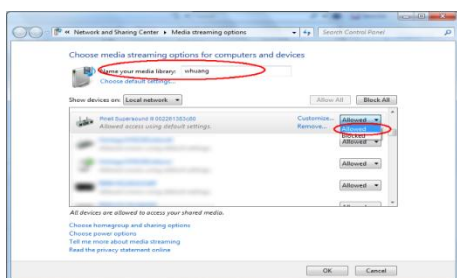 « Network and Sharing Center ▸ Media streaming options
Search Control Panel
Choose media streaming options for computers and devices
Name your media library: whuang
Choose default settings...
Show devices on: Local network
Allow All
Block All
Allowed access using default settings.
Customize...
Remove...
Allowed
Allowed
Blocked
Allowed
Allowed
Allowed
All devices are allowed to access your shared media.
Choose homegroup and sharing options
Choose power options
Tell me more about media streaming
Read the privacy statement online
OK
Cancel